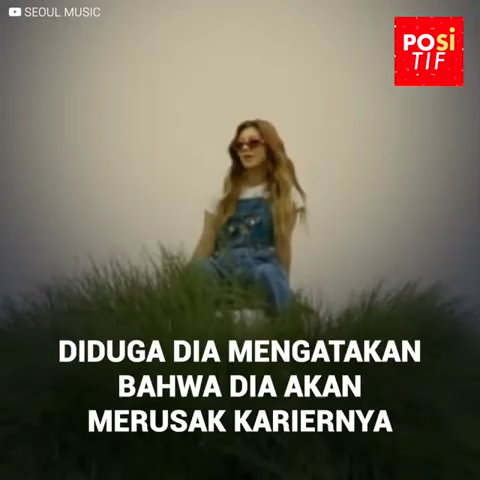 SEOUL MUSIC
POSiTIF
DIDUGA DIA MENGATAKAN
BAHWA DIA AKAN
MERUSAK KARIERNYA